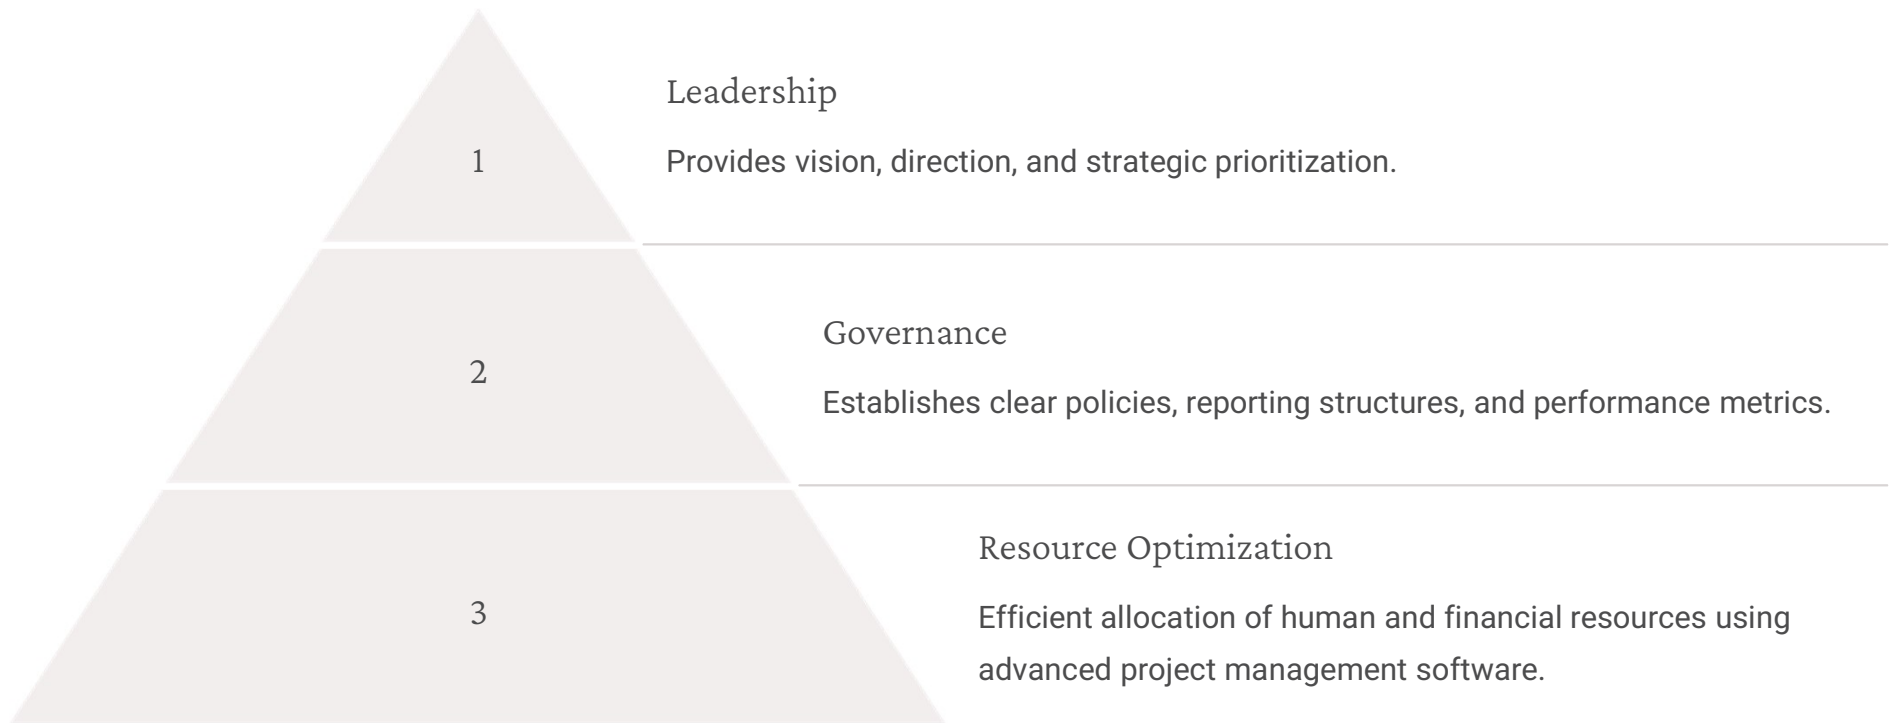 1
Leadership
Provides vision, direction, and strategic prioritization.
2
Governance
Establishes clear policies, reporting structures, and performance metrics.
3
Resource Optimization
Efficient allocation of human and financial resources using
advanced project management software.